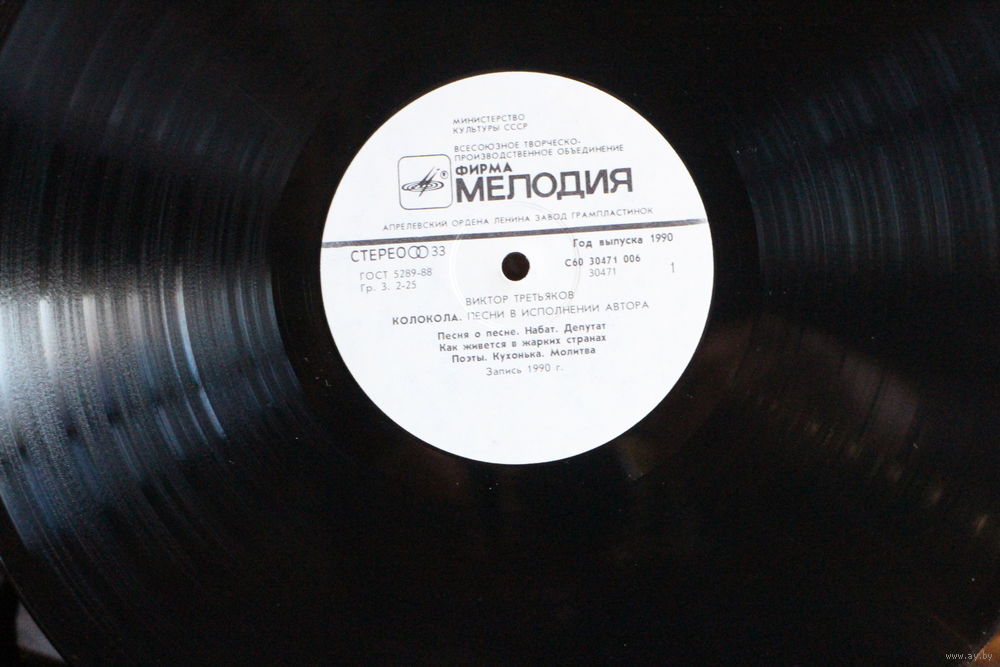 МИНИСТЕРСТВО
КУЛЬТУРЫ СССР
ВСЕСОЮЗНОЕ ТВОРЧЕСКО-
ПРОИЗВОДСТВЕННОЕ ОБЪЕДИНЕНИЕ
ФИРМА
МЕЛОДИЯ
®
АПРЕЛЕВСКИЙ ОРДЕНА ЛЕНИНА ЗАВОД ГРАМПЛАСТИНОК
СТЕРЕО 33
Год выпуска 1990
ГОСТ 5289-88
Гр. 3. 2-25
С60 30471 006
30471
1
ВИКТОР ТРЕТЬЯКОВ
КОЛОКОЛА. ПЕСНИ В ИСПОЛНЕНИИ АВТОРА
Песня о песне. Набат. Депутат
Как живется в жарких странах
Поэты. Кухонька. Молитва
Запись 1990 г.
www.ay.by